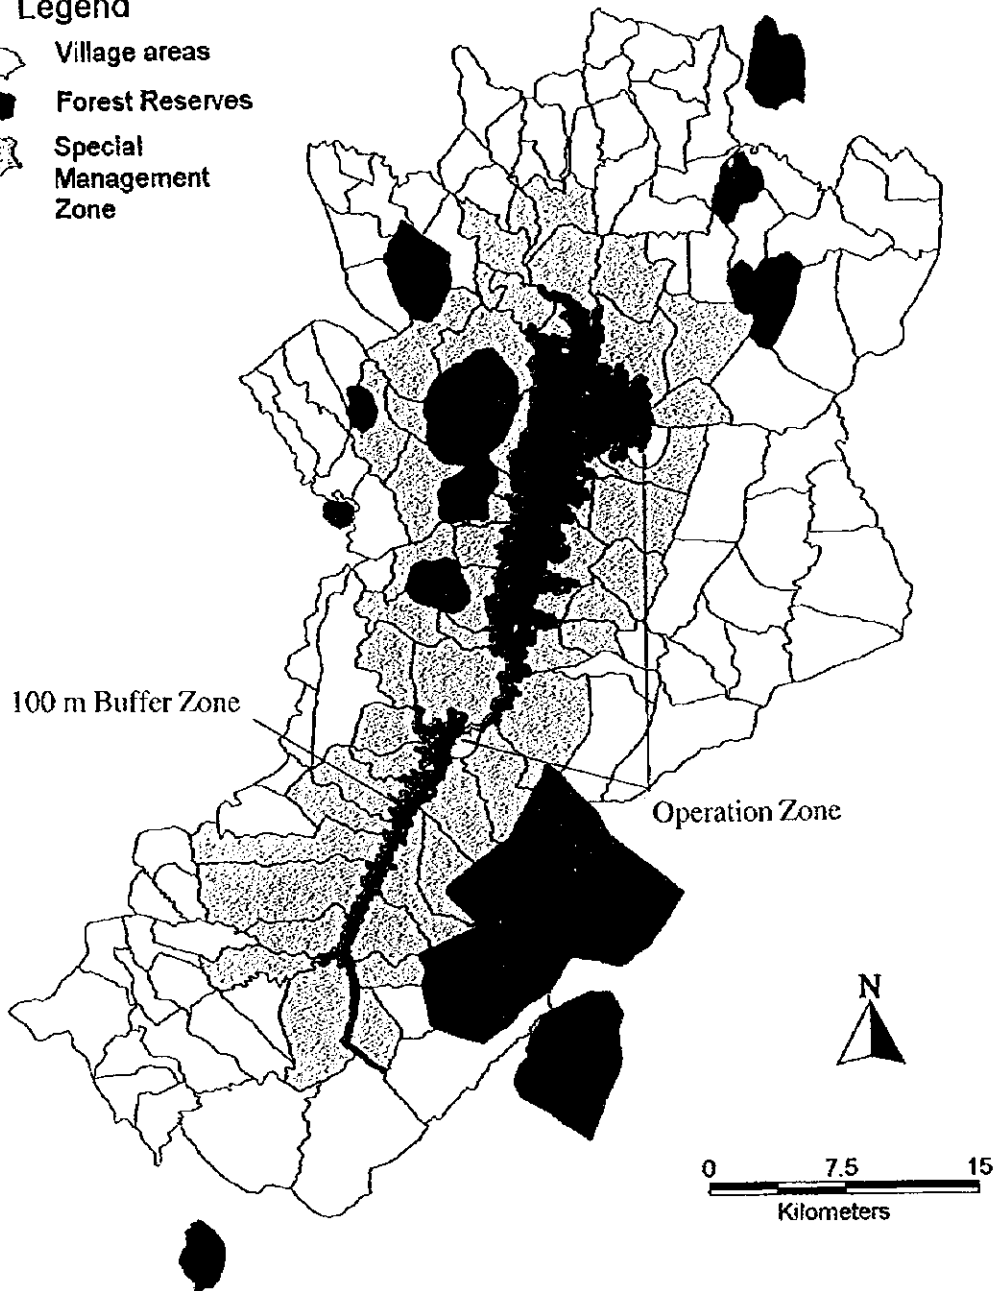 Legend
Village areas
Forest Reserves
Special
Management
Zone
100 m Buffer Zone
Operation Zone
N
0 7.5 15
Kilometers